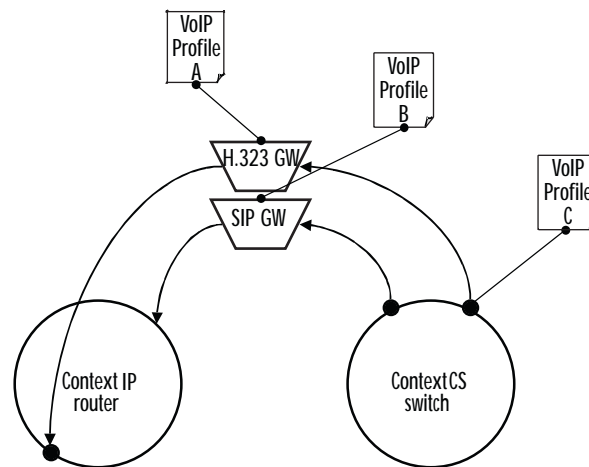 VoIP
Profile
A
VoIP
Profile
B
H.323 GW
VoIP
Profile
C
SIP GW
Context IP
router
Context CS
switch